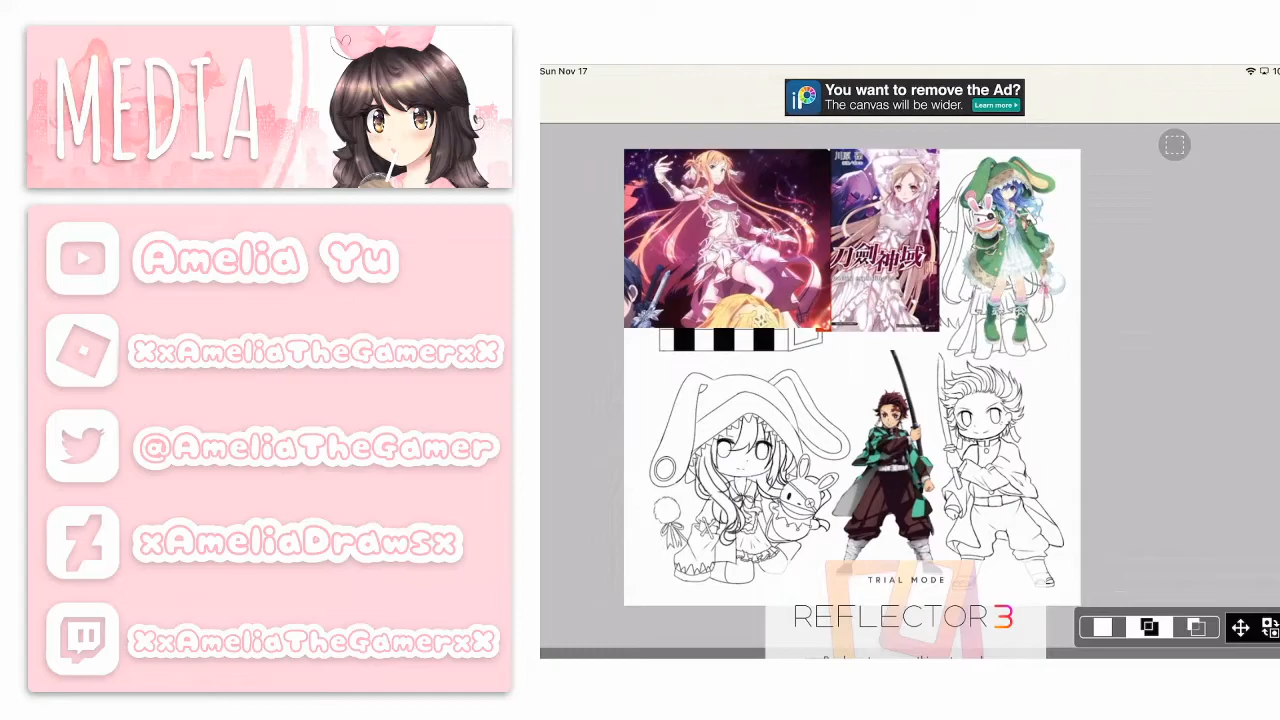 MEDIA
Amelia Yu
XxAmeliaTheGamerxX
@AmeliaTheGamer
xAmeliaDrawsx
XxAmeliaTheGamerxX
Sun Nov 17
iP
You want to remove the Ad?
The canvas will be wider.
Learn more >
刀劍神域
TRIAL MODE
REFLECTOR 3